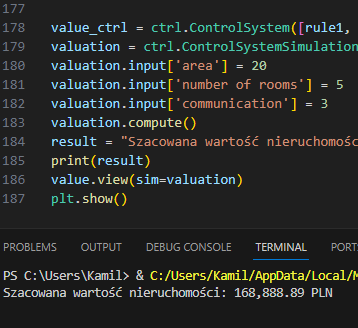 177
178 value_ctrl = ctrl.ControlSystem([rule1,
179 valuation = ctrl.ControlSystemSimulation
180 valuation.input['area'] = 20
181 valuation.input['number of rooms'] = 5
182 valuation.input['communication'] = 3
183 valuation.compute()
184 result = "Szacowana wartość nieruchomośc
185 print(result)
186 value.view(sim=valuation)
187 plt.show()
PROBLEMS OUTPUT DEBUG CONSOLE TERMINAL PORTS
PS C:\Users\Kamil> & C:/Users/Kamil/AppData/Local/M
Szacowana wartość nieruchomości: 168,888.89 PLN